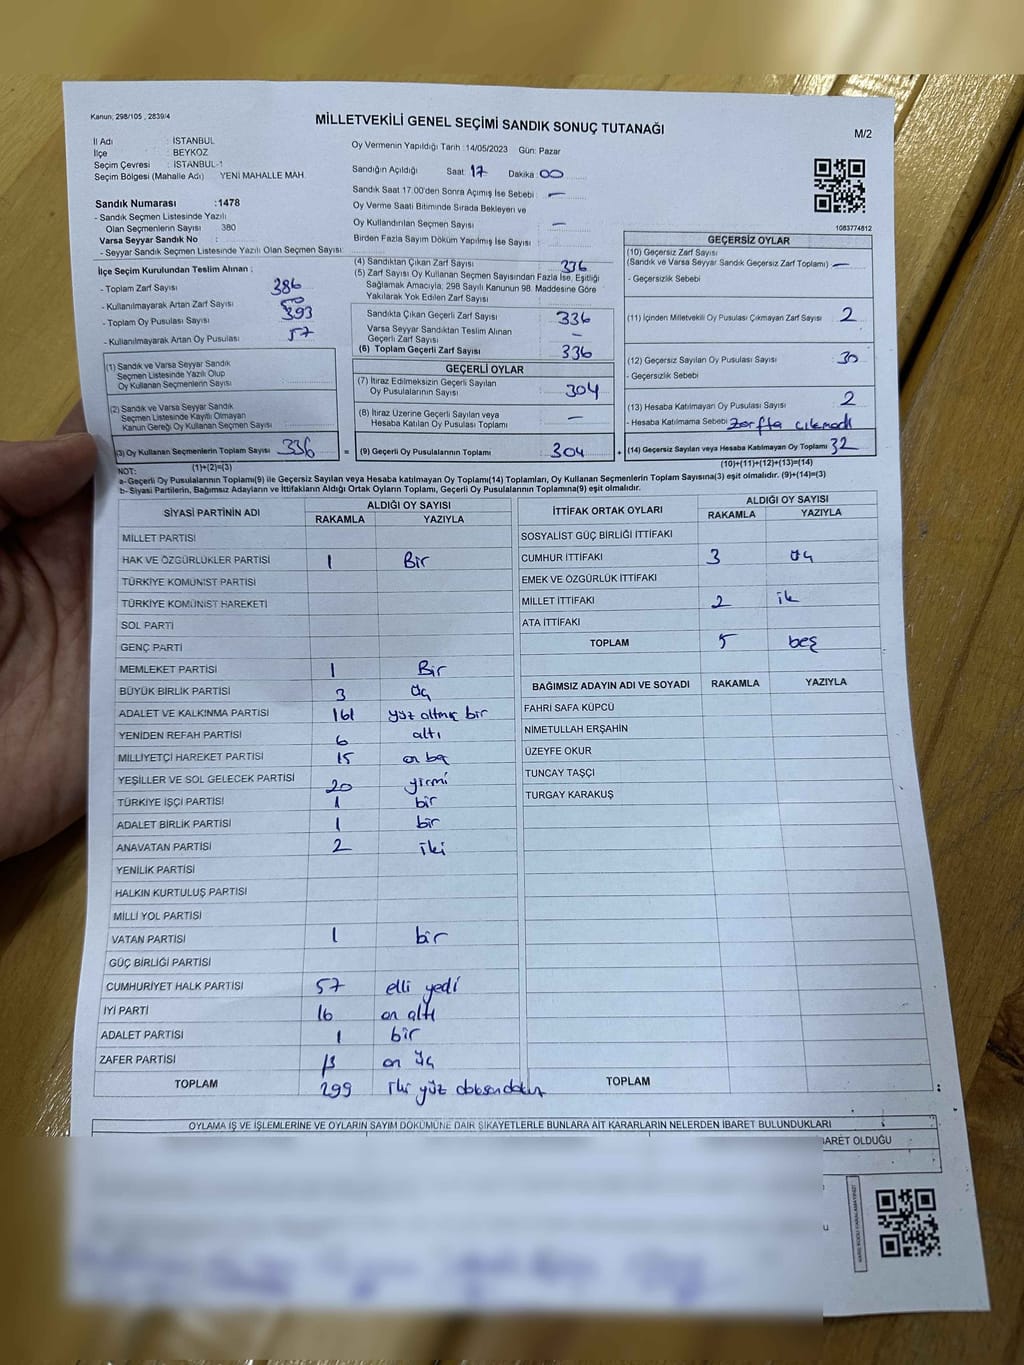 Kanun: 298/105 , 2839/4
MİLLETVEKİLİ GENEL SEÇİMİ SANDIK SONUÇ TUTANAĞI
M/2
İl Adı : İSTANBUL
İlçe : BEYKOZ
Seçim Çevresi : İSTANBUL-1
Seçim Bölgesi (Mahalle Adı) YENİ MAHALLE MAH.
Oy Vermenin Yapıldığı Tarih :14/05/2023 Gün: Pazar
Sandığın Açıldığı Saat 17 Dakika 00
Sandık Saat 17.00'den Sonra Açımış İse Sebebi : —
Oy Verme Saati Bitiminde Sırada Bekleyen ve
Oy Kullandırılan Seçmen Sayısı : —
Birden Fazla Sayım Döküm Yapılmış İse Sayısı :
1083774812
Sandık Numarası :1478
- Sandık Seçmen Listesinde Yazılı
Olan Seçmenlerin Sayısı 380
Varsa Seyyar Sandık No :
- Seyyar Sandık Seçmen Listesinde Yazılı Olan Seçmen Sayısı:
İlçe Seçim Kurulundan Teslim Alınan ;
- Toplam Zarf Sayısı 386
- Kullanılmayarak Artan Zarf Sayısı 50
- Toplam Oy Pusulası Sayısı 393
- Kullanılmayarak Artan Oy Pusulası 57
(1) Sandık ve Varsa Seyyar Sandık
Seçmen Listesinde Yazılı Olup
Oy Kullanan Seçmenlerin Sayısı
(2) Sandık ve Varsa Seyyar Sandık
Seçmen Listesinde Kayıtlı Olmayan
Kanun Gereği Oy Kullanan Seçmen Sayısı
(3) Oy Kullanan Seçmenlerin Toplam Sayısı 336
(1)+(2)=(3)
(4) Sandıktan Çıkan Zarf Sayısı 336
(5) Zarf Sayısı Oy Kullanan Seçmen Sayısından Fazla İse, Eşitliği
Sağlamak Amacıyla, 298 Sayılı Kanunun 98. Maddesine Göre
Yakılarak Yok Edilen Zarf Sayısı
Sandıkta Çıkan Geçerli Zarf Sayısı 336
Varsa Seyyar Sandıktan Teslim Alınan
Geçerli Zarf Sayısı —
(6) Toplam Geçerli Zarf Sayısı 336
GEÇERLİ OYLAR
(7) İtiraz Edilmeksizin Geçerli Sayılan
Oy Pusulalarının Sayısı 304
(8) İtiraz Üzerine Geçerli Sayılan veya
Hesaba Katılan Oy Pusulası Toplamı —
= (9) Geçerli Oy Pusulalarının Toplamı 304 +
GEÇERSİZ OYLAR
(10) Geçersiz Zarf Sayısı
(Sandık ve Varsa Seyyar Sandık Geçersiz Zarf Toplamı) —
- Geçersizlik Sebebi
(11) İçinden Milletvekili Oy Pusulası Çıkmayan Zarf Sayısı 2
(12) Geçersiz Sayılan Oy Pusulası Sayısı 30
- Geçersizlik Sebebi
(13) Hesaba Katılmayan Oy Pusulası Sayısı 2
- Hesaba Katılmama Sebebi zarfta çıkmadı
(14) Geçersiz Sayılan veya Hesaba Katılmayan Oy Toplamı 32
(10)+(11)+(12)+(13)=(14)
NOT:
a- Geçerli Oy Pusulalarının Toplamı(9) ile Geçersiz Sayılan veya Hesaba katılmayan Oy Toplamı(14) Toplamları, Oy Kullanan Seçmenlerin Toplam Sayısına(3) eşit olmalıdır. (9)+(14)=(3)
b- Siyasi Partilerin, Bağımsız Adayların ve İttifakların Aldığı Ortak Oyların Toplamı, Geçerli Oy Pusulalarının Toplamına(9) eşit olmalıdır.
SİYASİ PARTİNİN ADI ALDIĞI OY SAYISI
RAKAMLA YAZIYLA
MİLLET PARTİSİ
HAK VE ÖZGÜRLÜKLER PARTİSİ 1 Bir
TÜRKİYE KOMÜNİST PARTİSİ
TÜRKİYE KOMÜNİST HAREKETİ
SOL PARTİ
GENÇ PARTİ
MEMLEKET PARTİSİ 1 Bir
BÜYÜK BİRLİK PARTİSİ 3 üç
ADALET VE KALKINMA PARTİSİ 161 yüz altmış bir
YENİDEN REFAH PARTİSİ 6 altı
MİLLİYETÇİ HAREKET PARTİSİ 15 on beş
YEŞİLLER VE SOL GELECEK PARTİSİ 20 yirmi
TÜRKİYE İŞÇİ PARTİSİ 1 bir
ADALET BİRLİK PARTİSİ 1 bir
ANAVATAN PARTİSİ 2 iki
YENİLİK PARTİSİ
HALKIN KURTULUŞ PARTİSİ
MİLLİ YOL PARTİSİ
VATAN PARTİSİ 1 bir
GÜÇ BİRLİĞİ PARTİSİ
CUMHURİYET HALK PARTİSİ 57 elli yedi
İYİ PARTİ 16 on altı
ADALET PARTİSİ 1 bir
ZAFER PARTİSİ 13 on üç
TOPLAM 299 iki yüz doksandokuz
İTTİFAK ORTAK OYLARI ALDIĞI OY SAYISI
RAKAMLA YAZIYLA
SOSYALİST GÜÇ BİRLİĞİ İTTİFAKI
CUMHUR İTTİFAKI 3 üç
EMEK VE ÖZGÜRLÜK İTTİFAKI
MİLLET İTTİFAKI 2 iki
ATA İTTİFAKI
TOPLAM 5 beş
BAĞIMSIZ ADAYIN ADI VE SOYADI RAKAMLA YAZIYLA
FAHRİ SAFA KÜPCÜ
NİMETULLAH ERŞAHİN
ÜZEYFE OKUR
TUNCAY TAŞÇI
TURGAY KARAKUŞ
TOPLAM
OYLAMA İŞ VE İŞLEMLERİNE VE OYLARIN SAYIM DÖKÜMÜNE DAİR ŞİKAYETLERLE BUNLARA AİT KARARLARIN NELERDEN İBARET BULUNDUKLARI
BARET OLDUĞU